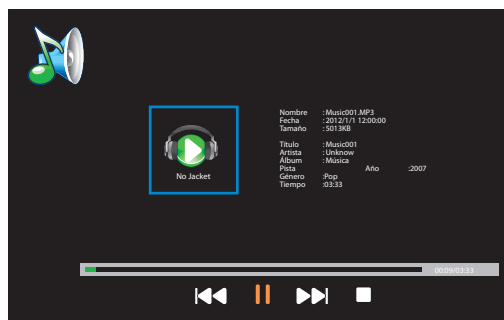 Nombre : Music001.MP3
Fecha : 2012/1/1 12:00:00
Tamaño : 5013KB
Título : Music001
Artista : Unknow
Álbum : Música
Pista Año :2007
Género :Pop
Tiempo :03:33
No Jacket
00:09/03:33